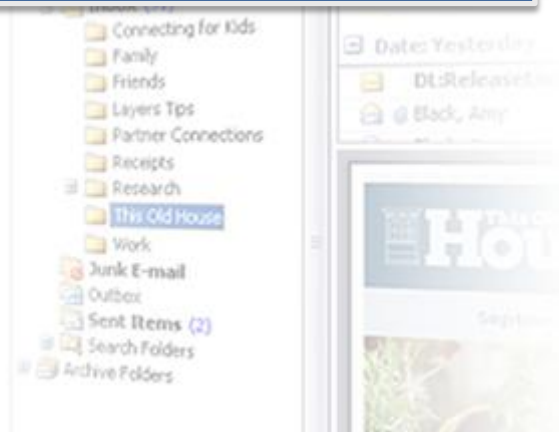 Inbox
Connecting for Kids
Family
Friends
Layers Tips
Partner Connections
Receipts
Research
This Old House
Work
Junk E-mail
Outbox
Sent Items (2)
Search Folders
Archive Folders
Date: Yesterday
Black, Amy